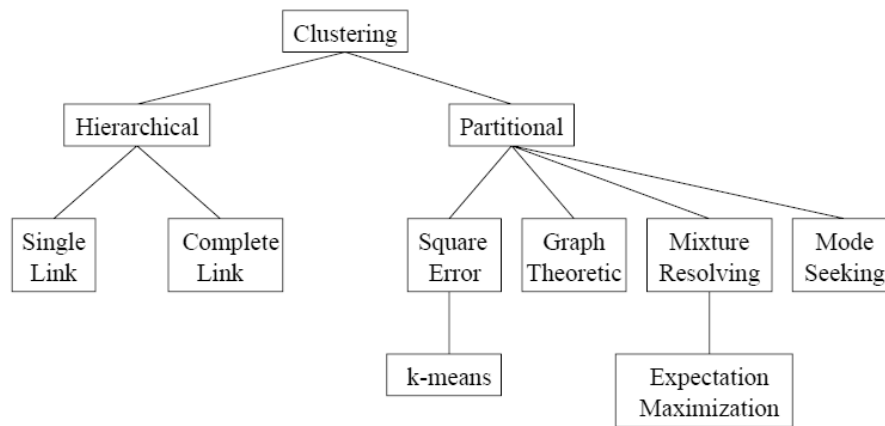 Clustering
Hierarchical
Partitional
Single
Link
Complete
Link
Square
Error
Graph
Theoretic
Mixture
Resolving
Mode
Seeking
k-means
Expectation
Maximization